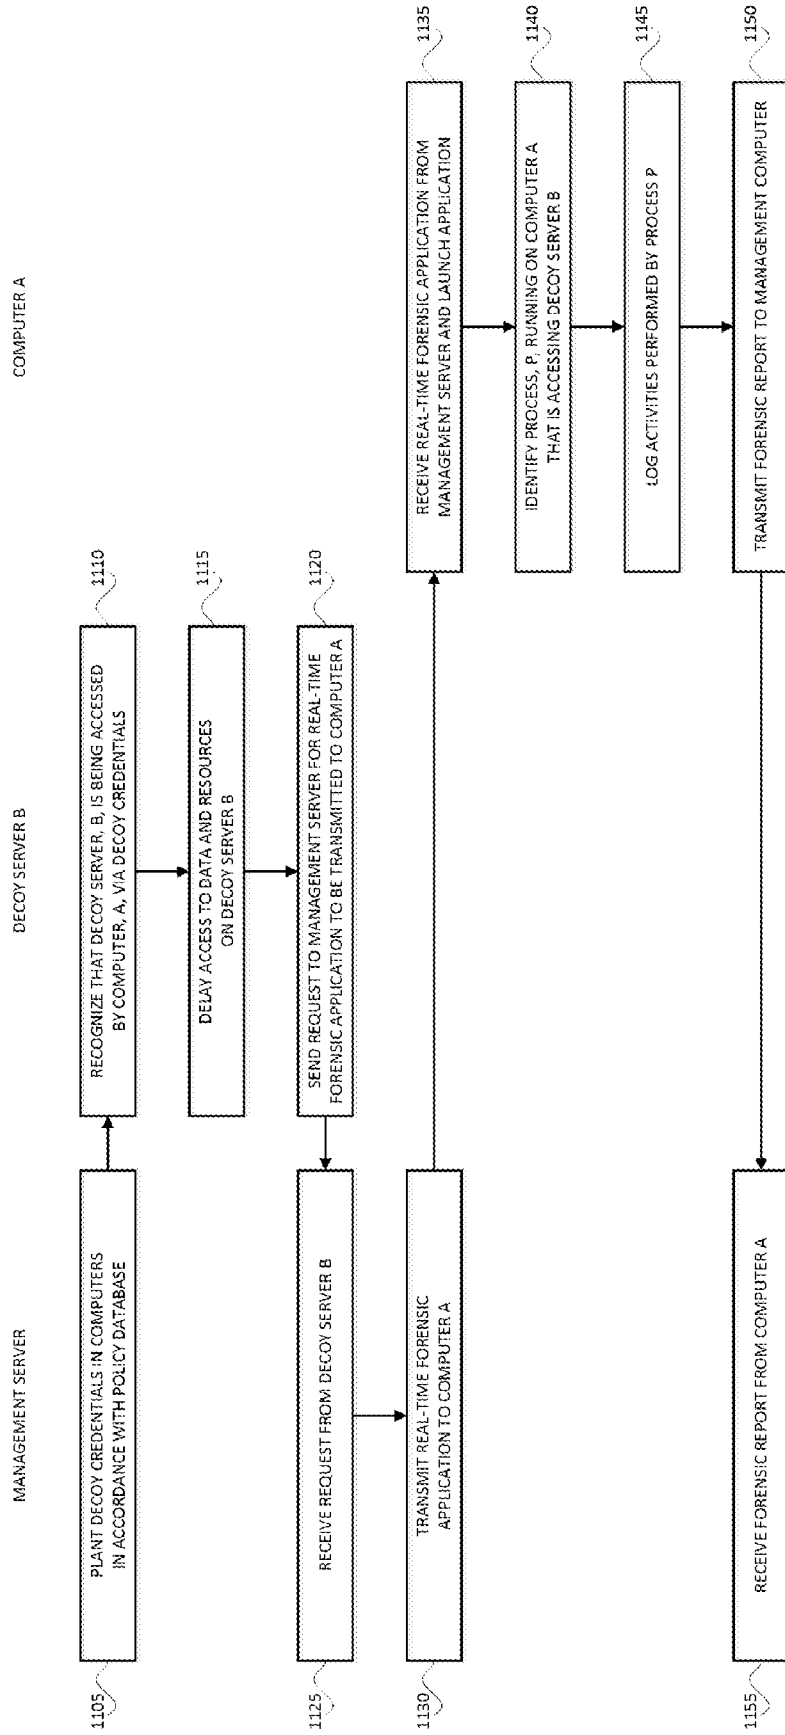 MANAGEMENT SERVER
DECOY SERVER B
COMPUTER A
1105
PLANT DECOY CREDENTIALS IN COMPUTERS
IN ACCORDANCE WITH POLICY DATABASE
RECOGNIZE THAT DECOY SERVER, B, IS BEING ACCESSED
BY COMPUTER, A, VIA DECOY CREDENTIALS
1110
DELAY ACCESS TO DATA AND RESOURCES
ON DECOY SERVER B
1115
SEND REQUEST TO MANAGEMENT SERVER FOR REAL-TIME
FORENSIC APPLICATION TO BE TRANSMITTED TO COMPUTER A
1120
1125
RECEIVE REQUEST FROM DECOY SERVER B
1130
TRANSMIT REAL-TIME FORENSIC
APPLICATION TO COMPUTER A
RECEIVE REAL-TIME FORENSIC APPLICATION FROM
MANAGEMENT SERVER AND LAUNCH APPLICATION
1135
IDENTIFY PROCESS, P, RUNNING ON COMPUTER A
THAT IS ACCESSING DECOY SERVER B
1140
LOG ACTIVITIES PERFORMED BY PROCESS P
1145
TRANSMIT FORENSIC REPORT TO MANAGEMENT COMPUTER
1150
1155
RECEIVE FORENSIC REPORT FROM COMPUTER A